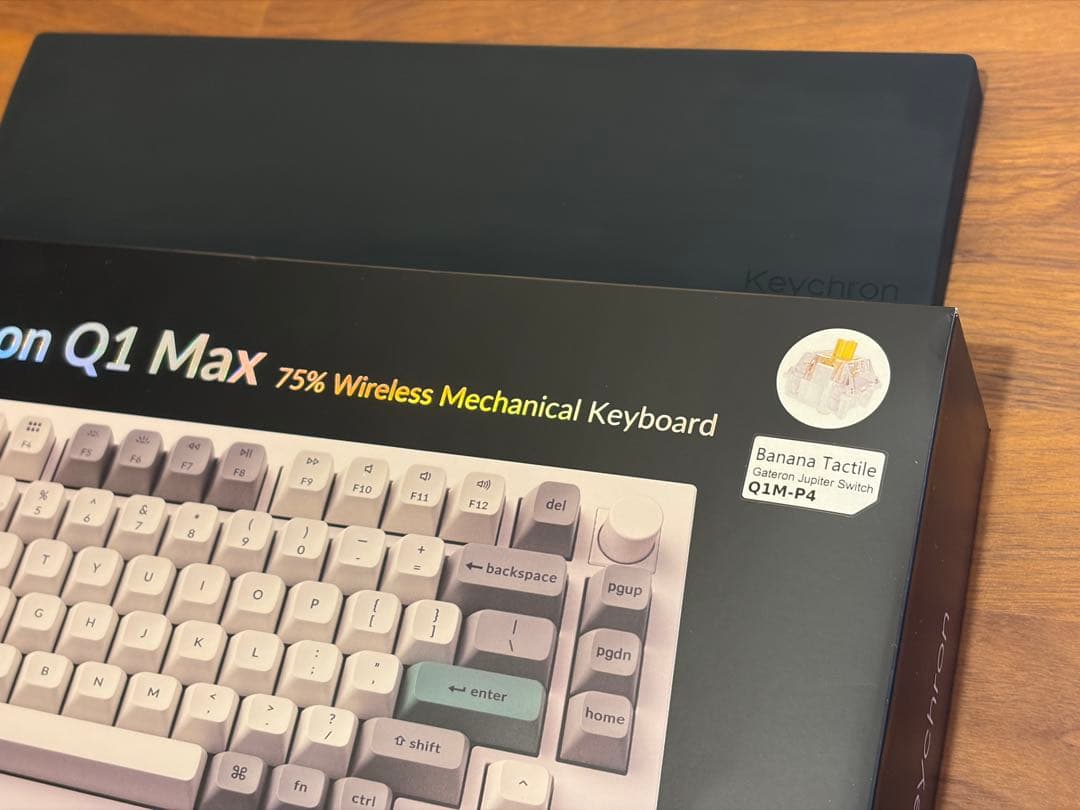 Keychron
on Q1 Max 75% Wireless Mechanical Keyboard
Banana Tactile
Gateron Jupiter Switch
Q1M-P4
F4 F5 F6 F7 F8 F9 F10 F11 F12 del
% 5 ^ 6 & 7 * 8 ( 9 ) 0 — - + = ← backspace pgup
T Y U I O P { [ } ] | \ pgdn
G H J K L : ; " ' ↵ enter home
B N M < , > . ? / ⇧ shift ^
⌘ fn ctrl
Keychron